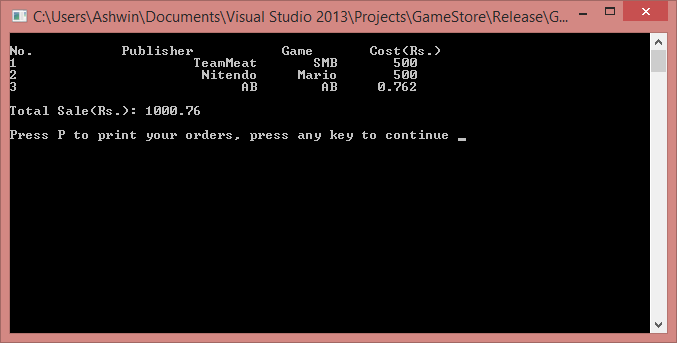 C:\Users\Ashwin\Documents\Visual Studio 2013\Projects\GameStore\Release\G...
No. Publisher Game Cost(Rs.)
1 TeamMeat SMB 500
2 Nitendo Mario 500
3 AB AB 0.762
Total Sale(Rs.): 1000.76
Press P to print your orders, press any key to continue _